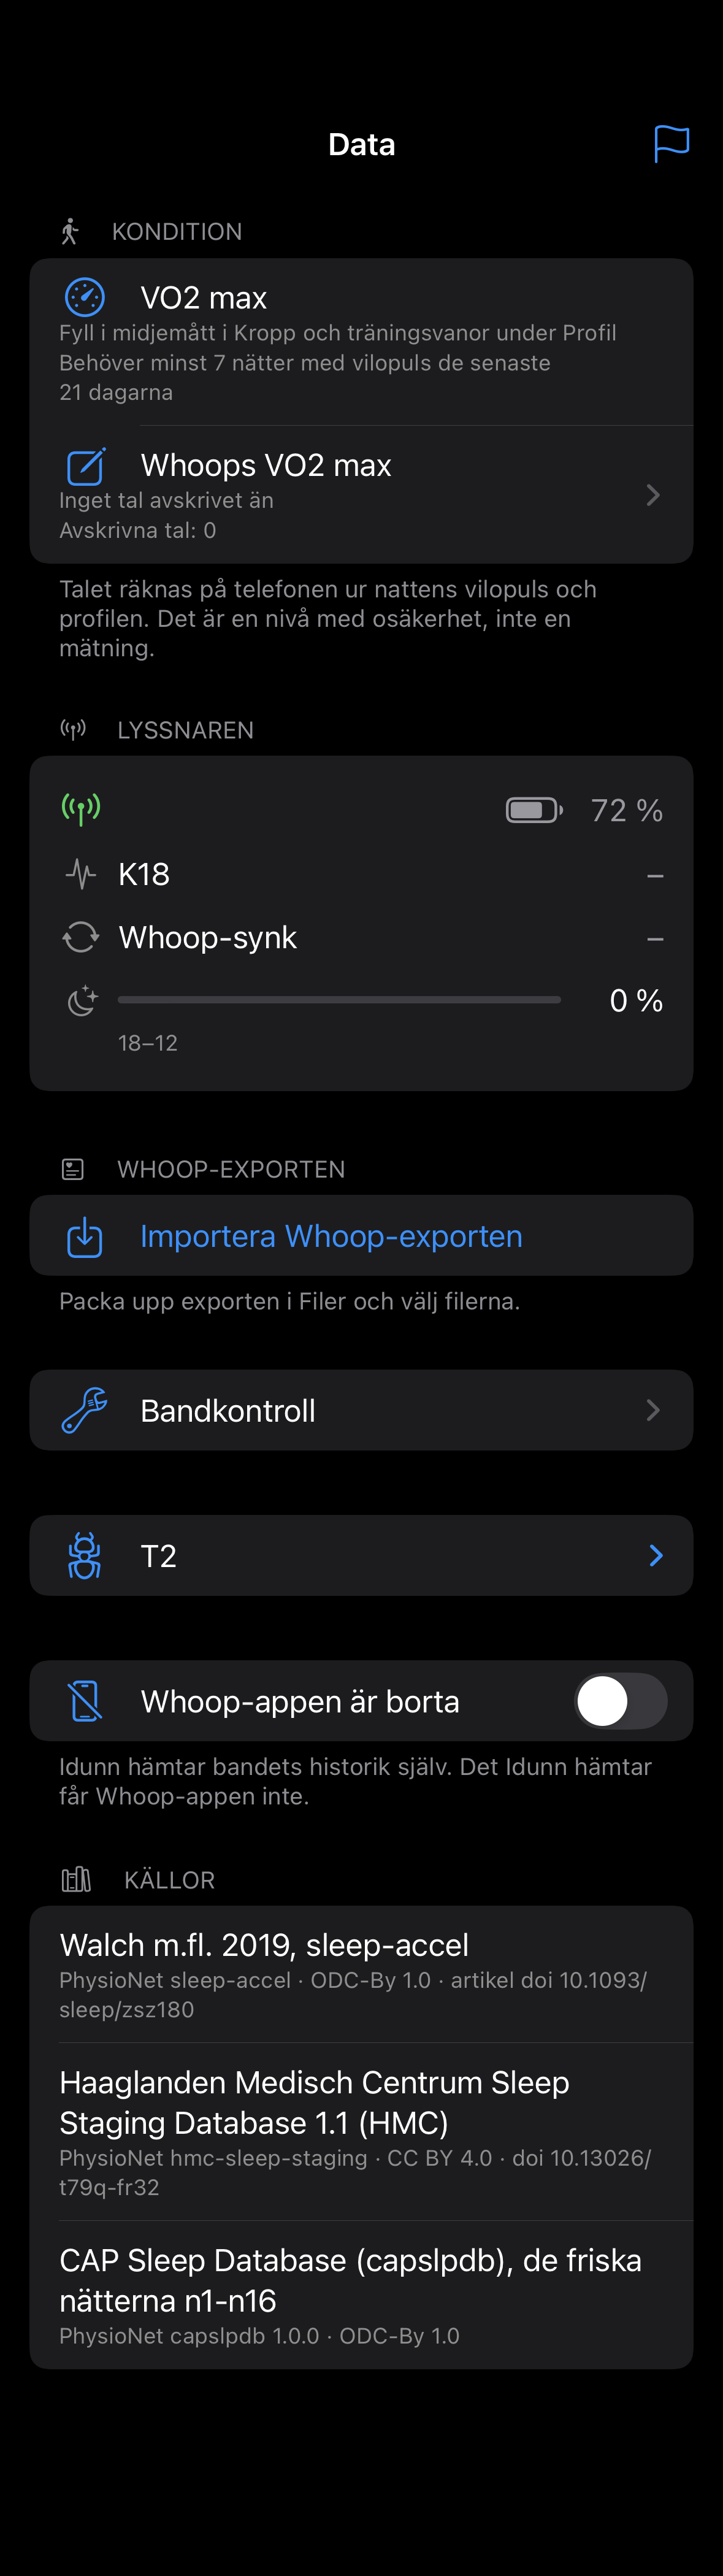 Data
KONDITION
VO2 max
Fyll i midjemått i Kropp och träningsvanor under Profil
Behöver minst 7 nätter med vilopuls de senaste
21 dagarna
Whoops VO2 max
Inget tal avskrivet än
Avskrivna tal: 0
Talet räknas på telefonen ur nattens vilopuls och
profilen. Det är en nivå med osäkerhet, inte en
mätning.
LYSSNAREN
72 %
K18 –
Whoop-synk –
0 %
18–12
WHOOP-EXPORTEN
Importera Whoop-exporten
Packa upp exporten i Filer och välj filerna.
Bandkontroll
T2
Whoop-appen är borta
Idunn hämtar bandets historik själv. Det Idunn hämtar
får Whoop-appen inte.
KÄLLOR
Walch m.fl. 2019, sleep-accel
PhysioNet sleep-accel · ODC-By 1.0 · artikel doi 10.1093/
sleep/zsz180
Haaglanden Medisch Centrum Sleep
Staging Database 1.1 (HMC)
PhysioNet hmc-sleep-staging · CC BY 4.0 · doi 10.13026/
t79q-fr32
CAP Sleep Database (capslpdb), de friska
nätterna n1-n16
PhysioNet capslpdb 1.0.0 · ODC-By 1.0